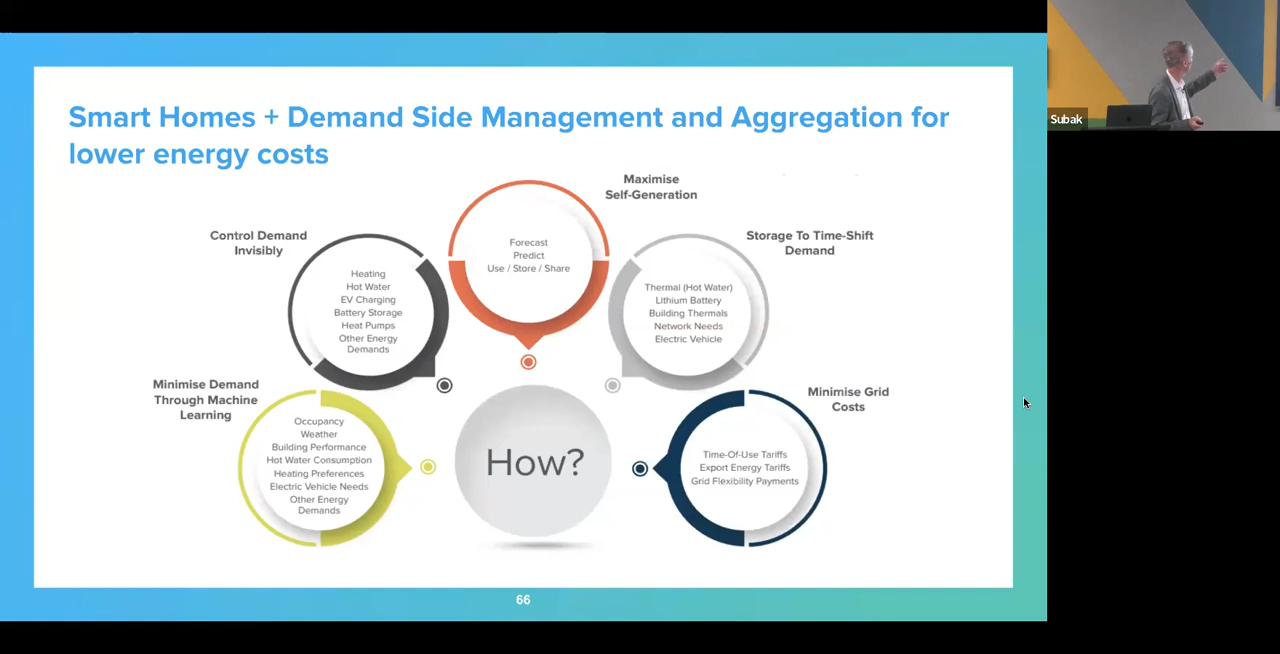 Smart Homes + Demand Side Management and Aggregation for
lower energy costs
Maximise
Self-Generation
Forecast
Predict
Use / Store / Share
Control Demand
Invisibly
Heating
Hot Water
EV Charging
Battery Storage
Heat Pumps
Other Energy
Demands
Storage To Time-Shift
Demand
Thermal (Hot Water)
Lithium Battery
Building Thermals
Network Needs
Electric Vehicle
Minimise Demand
Through Machine
Learning
Occupancy
Weather
Building Performance
Hot Water Consumption
Heating Preferences
Electric Vehicle Needs
Other Energy
Demands
How?
Minimise Grid
Costs
Time-Of-Use Tariffs
Export Energy Tariffs
Grid Flexibility Payments
66
Subak